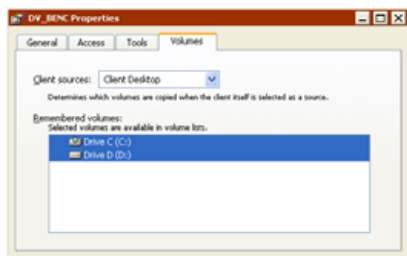 DV_BENC Properties
General Access Tools Volumes
Client sources: Client Desktop
Determines which volumes are copied when the client itself is selected as a source.
Remembered volumes:
Selected volumes are available in volume lists.
Drive C (C:)
Drive D (D:)